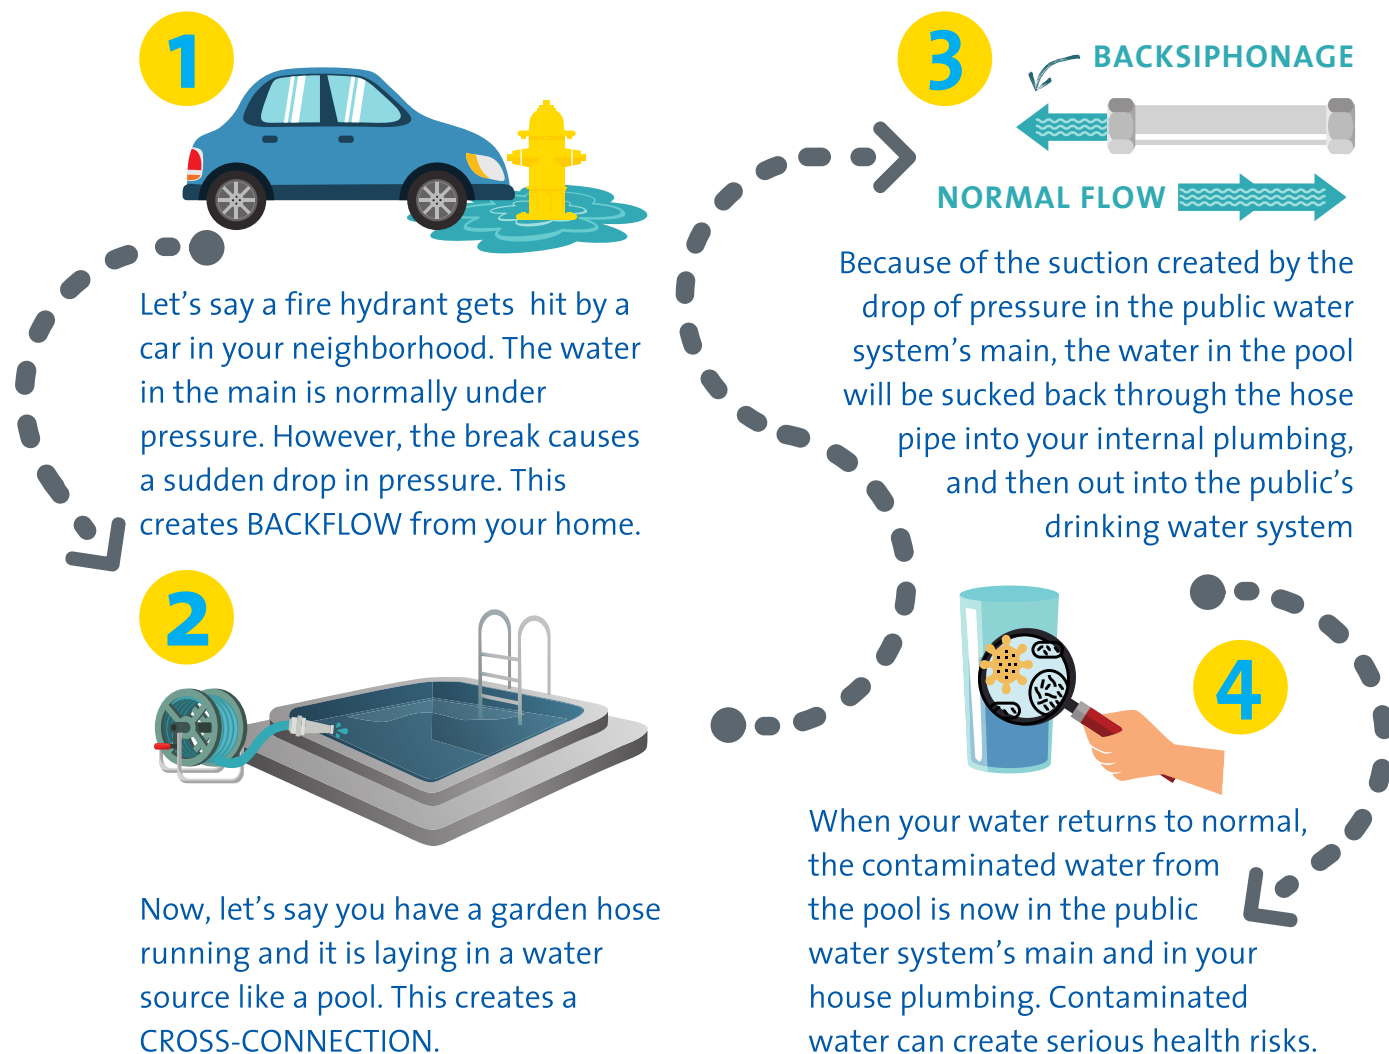 1
Let’s say a fire hydrant gets  hit by a
car in your neighborhood. The water
in the main is normally under
pressure. However, the break causes
a sudden drop in pressure. This
creates BACKFLOW from your home.
2
Now, let’s say you have a garden hose
running and it is laying in a water
source like a pool. This creates a
CROSS-CONNECTION.
3
BACKSIPHONAGE
NORMAL FLOW
Because of the suction created by the
drop of pressure in the public water
system’s main, the water in the pool
will be sucked back through the hose
pipe into your internal plumbing,
and then out into the public’s
drinking water system
4
When your water returns to normal,
the contaminated water from
the pool is now in the public
water system’s main and in your
house plumbing. Contaminated
water can create serious health risks.